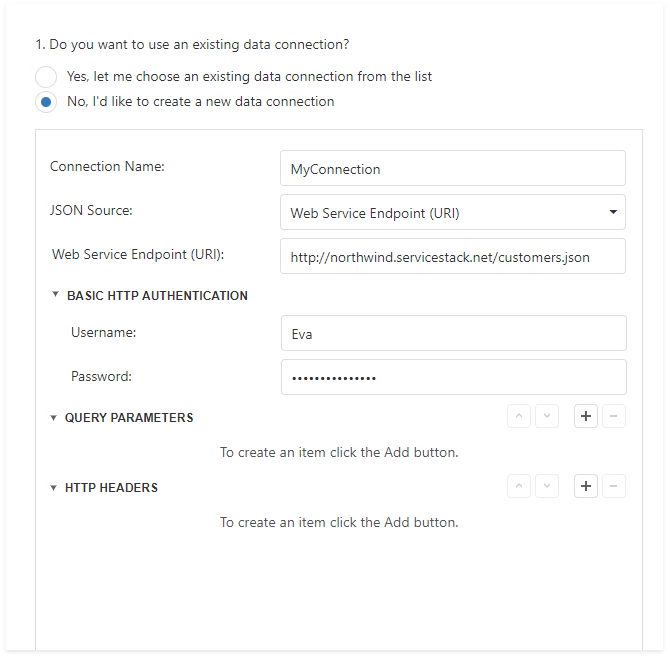 1. Do you want to use an existing data connection?
Yes, let me choose an existing data connection from the list
No, I'd like to create a new data connection
Connection Name: MyConnection
JSON Source: Web Service Endpoint (URI)
Web Service Endpoint (URI): http://northwind.servicestack.net/customers.json
BASIC HTTP AUTHENTICATION
Username: Eva
Password: •••••••••••••••
QUERY PARAMETERS
To create an item click the Add button.
HTTP HEADERS
To create an item click the Add button.